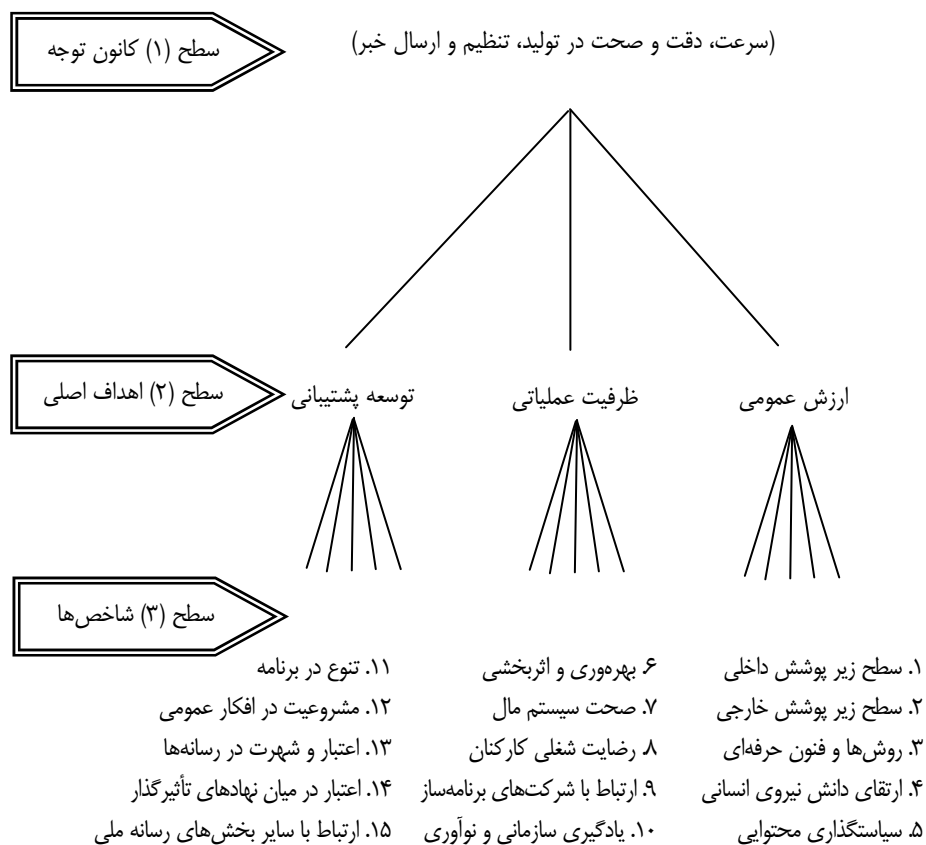 سطح (۱) کانون توجه
(سرعت، دقت و صحت در تولید، تنظیم و ارسال خبر)
سطح (۲) اهداف اصلی
ارزش عمومی
ظرفیت عملیاتی
توسعه پشتیبانی
سطح (۳) شاخص‌ها
۱. سطح زیر پوشش داخلی
۲. سطح زیر پوشش خارجی
۳. روش‌ها و فنون حرفه‌ای
۴. ارتقای دانش نیروی انسانی
۵. سیاستگذاری محتوایی
۶. بهره‌وری و اثربخشی
۷. صحت سیستم مال
۸. رضایت شغلی کارکنان
۹. ارتباط با شرکت‌های برنامه‌ساز
۱۰. یادگیری سازمانی و نوآوری
۱۱. تنوع در برنامه
۱۲. مشروعیت در افکار عمومی
۱۳. اعتبار و شهرت در رسانه‌ها
۱۴. اعتبار در میان نهادهای تأثیرگذار
۱۵. ارتباط با سایر بخش‌های رسانه ملی